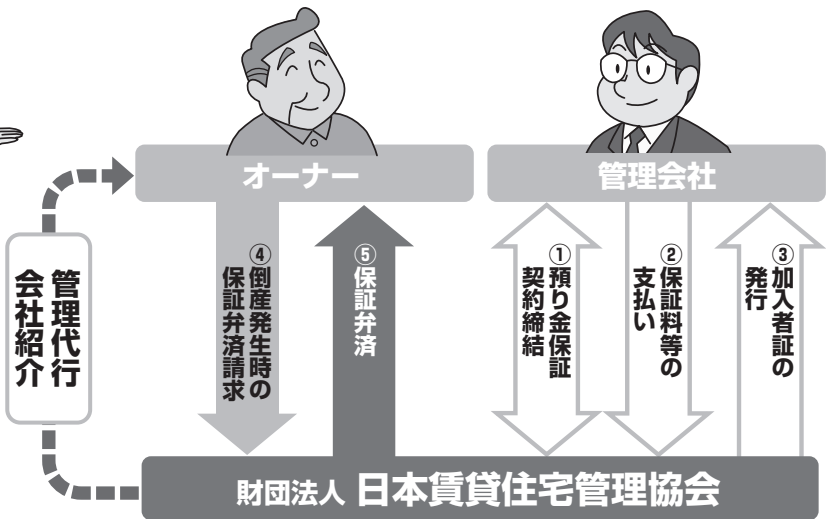 オーナー
管理会社
管理代行
会社紹介
④倒産発生時の
保証弁済請求
⑤保証弁済
①預り金保証
契約締結
②保証料等の
支払い
③加入者証の
発行
財団法人 日本賃貸住宅管理協会